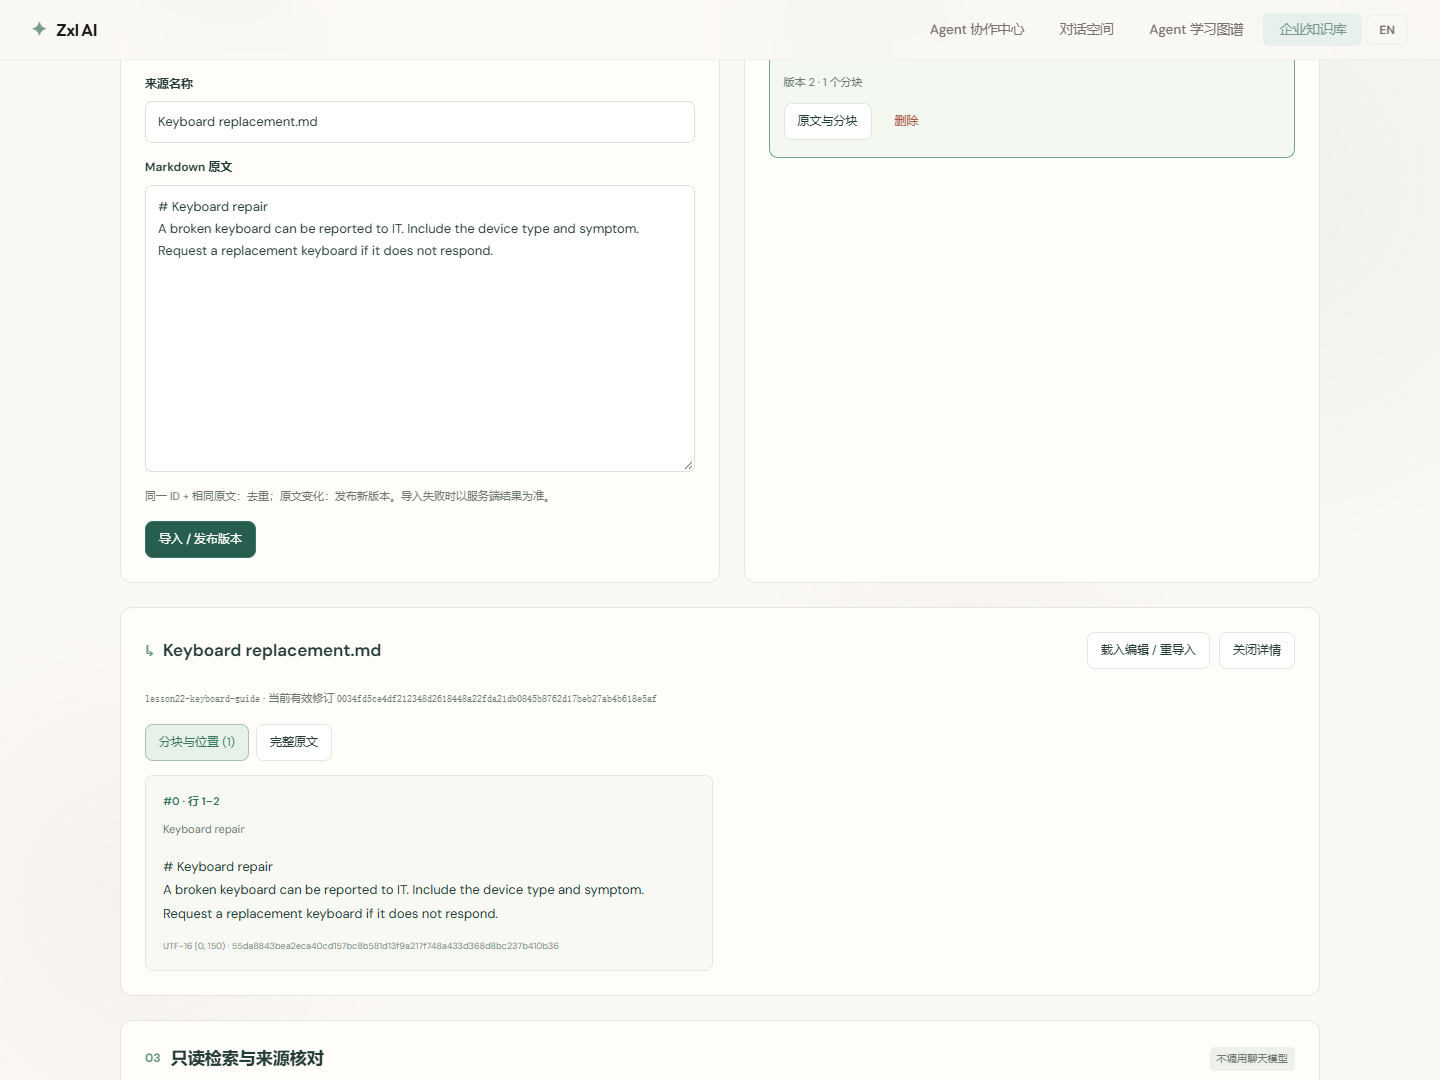 Zxl AI
Agent 协作中心
对话空间
Agent 学习图谱
企业知识库
EN
来源名称
Keyboard replacement.md
Markdown 原文
# Keyboard repair
A broken keyboard can be reported to IT. Include the device type and symptom.
Request a replacement keyboard if it does not respond.
同一 ID + 相同原文：去重；原文变化：发布新版本。导入失败时以服务端结果为准。
导入 / 发布版本
版本 2 · 1 个分块
原文与分块
删除
↳ Keyboard replacement.md
载入编辑 / 重导入
关闭详情
lesson22-keyboard-guide · 当前有效修订 0034fd5ce4df212348d2618448a22fda21db0845b8762d17beb27ab4b618e5af
分块与位置 (1)
完整原文
#0 · 行 1–2
Keyboard repair
# Keyboard repair
A broken keyboard can be reported to IT. Include the device type and symptom.
Request a replacement keyboard if it does not respond.
UTF-16 [0, 150) · 55da8843bea2eca40cd157bc8b581d13f9a217f748a433d368d8bc237b410b36
03 只读检索与来源核对
不调用聊天模型